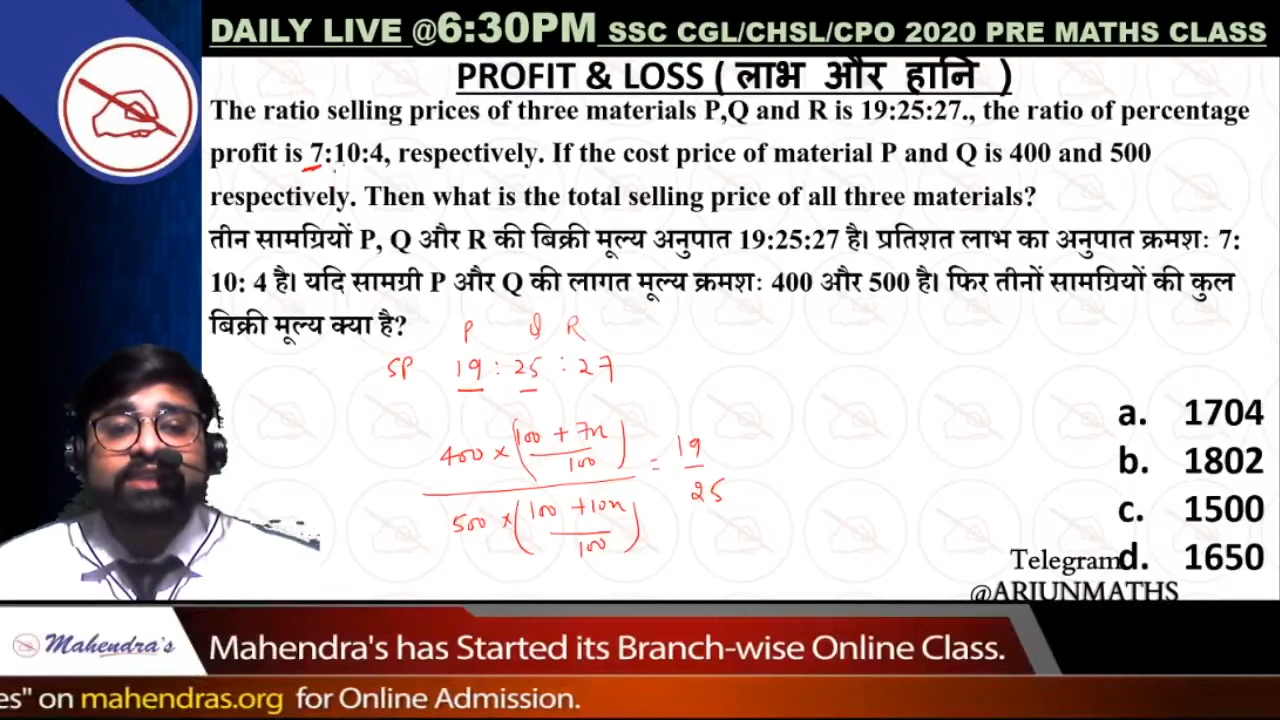 DAILY LIVE @6:30PM SSC CGL/CHSL/CPO 2020 PRE MATHS CLASS
PROFIT & LOSS ( लाभ और हानि )
The ratio selling prices of three materials P,Q and R is 19:25:27., the ratio of percentage
profit is 7:10:4, respectively. If the cost price of material P and Q is 400 and 500
respectively. Then what is the total selling price of all three materials?
तीन सामग्रियों P, Q और R की बिक्री मूल्य अनुपात 19:25:27 है। प्रतिशत लाभ का अनुपात क्रमशः 7:
10: 4 है। यदि सामग्री P और Q की लागत मूल्य क्रमशः 400 और 500 है। फिर तीनों सामग्रियों की कुल
बिक्री मूल्य क्या है?
P Q R
SP 19 : 25 : 27
400 × (100 + 7x / 100)
500 × (100 + 10x / 100)
= 19 / 25
a. 1704
b. 1802
c. 1500
d. 1650
Telegram
@ARJUNMATHS
Mahendra's
Mahendra's has Started its Branch-wise Online Class.
es" on mahendras.org for Online Admission.